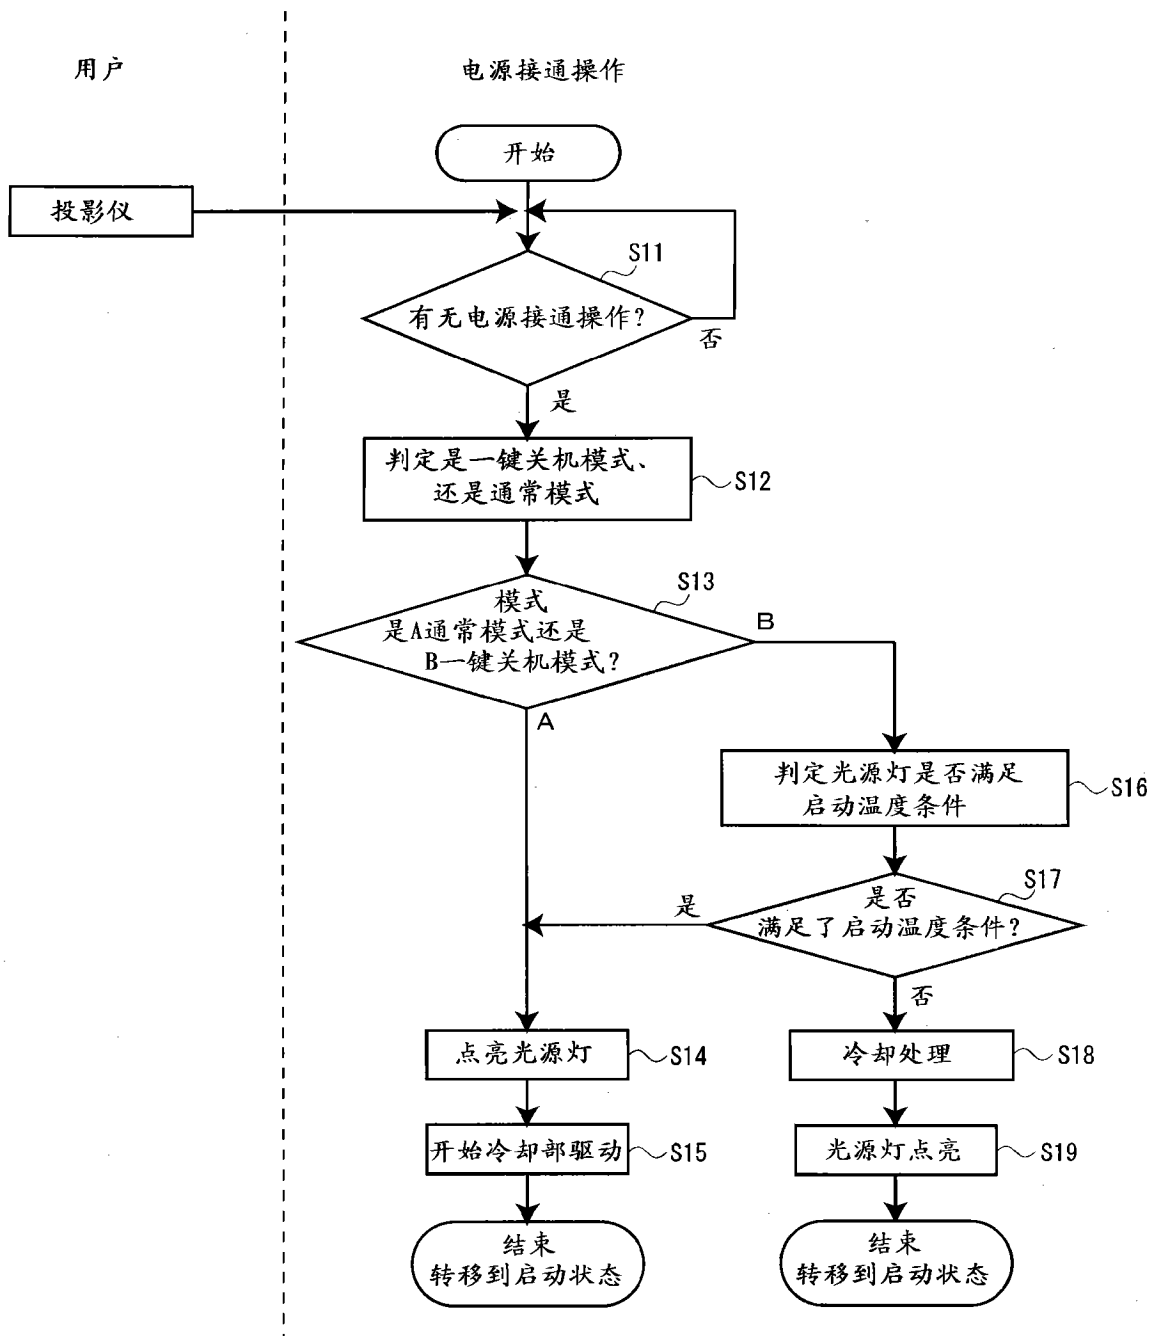 用户
电源接通操作
开始
投影仪
S11
有无电源接通操作?
否
是
判定是一键关机模式、
还是通常模式
S12
S13
模式
是A通常模式还是
B一键关机模式?
B
A
判定光源灯是否满足
启动温度条件
S16
S17
是否
满足了启动温度条件?
是
否
点亮光源灯
S14
冷却处理
S18
开始冷却部驱动
S15
光源灯点亮
S19
结束
转移到启动状态
结束
转移到启动状态